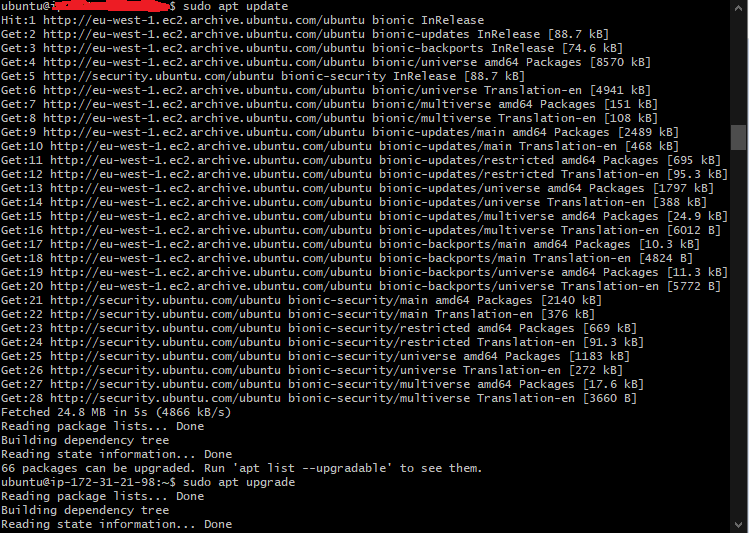 ubuntu@ip-$ sudo apt update
Hit:1 http://eu-west-1.ec2.archive.ubuntu.com/ubuntu bionic InRelease
Get:2 http://eu-west-1.ec2.archive.ubuntu.com/ubuntu bionic-updates InRelease [88.7 kB]
Get:3 http://eu-west-1.ec2.archive.ubuntu.com/ubuntu bionic-backports InRelease [74.6 kB]
Get:4 http://eu-west-1.ec2.archive.ubuntu.com/ubuntu bionic/universe amd64 Packages [8570 kB]
Get:5 http://security.ubuntu.com/ubuntu bionic-security InRelease [88.7 kB]
Get:6 http://eu-west-1.ec2.archive.ubuntu.com/ubuntu bionic/universe Translation-en [4941 kB]
Get:7 http://eu-west-1.ec2.archive.ubuntu.com/ubuntu bionic/multiverse amd64 Packages [151 kB]
Get:8 http://eu-west-1.ec2.archive.ubuntu.com/ubuntu bionic/multiverse Translation-en [108 kB]
Get:9 http://eu-west-1.ec2.archive.ubuntu.com/ubuntu bionic-updates/main amd64 Packages [2489 kB]
Get:10 http://eu-west-1.ec2.archive.ubuntu.com/ubuntu bionic-updates/main Translation-en [468 kB]
Get:11 http://eu-west-1.ec2.archive.ubuntu.com/ubuntu bionic-updates/restricted amd64 Packages [695 kB]
Get:12 http://eu-west-1.ec2.archive.ubuntu.com/ubuntu bionic-updates/restricted Translation-en [95.3 kB]
Get:13 http://eu-west-1.ec2.archive.ubuntu.com/ubuntu bionic-updates/universe amd64 Packages [1797 kB]
Get:14 http://eu-west-1.ec2.archive.ubuntu.com/ubuntu bionic-updates/universe Translation-en [388 kB]
Get:15 http://eu-west-1.ec2.archive.ubuntu.com/ubuntu bionic-updates/multiverse amd64 Packages [24.9 kB]
Get:16 http://eu-west-1.ec2.archive.ubuntu.com/ubuntu bionic-updates/multiverse Translation-en [6012 B]
Get:17 http://eu-west-1.ec2.archive.ubuntu.com/ubuntu bionic-backports/main amd64 Packages [10.3 kB]
Get:18 http://eu-west-1.ec2.archive.ubuntu.com/ubuntu bionic-backports/main Translation-en [4824 B]
Get:19 http://eu-west-1.ec2.archive.ubuntu.com/ubuntu bionic-backports/universe amd64 Packages [11.3 kB]
Get:20 http://eu-west-1.ec2.archive.ubuntu.com/ubuntu bionic-backports/universe Translation-en [5772 B]
Get:21 http://security.ubuntu.com/ubuntu bionic-security/main amd64 Packages [2140 kB]
Get:22 http://security.ubuntu.com/ubuntu bionic-security/main Translation-en [376 kB]
Get:23 http://security.ubuntu.com/ubuntu bionic-security/restricted amd64 Packages [669 kB]
Get:24 http://security.ubuntu.com/ubuntu bionic-security/restricted Translation-en [91.3 kB]
Get:25 http://security.ubuntu.com/ubuntu bionic-security/universe amd64 Packages [1183 kB]
Get:26 http://security.ubuntu.com/ubuntu bionic-security/universe Translation-en [272 kB]
Get:27 http://security.ubuntu.com/ubuntu bionic-security/multiverse amd64 Packages [17.6 kB]
Get:28 http://security.ubuntu.com/ubuntu bionic-security/multiverse Translation-en [3660 B]
Fetched 24.8 MB in 5s (4866 kB/s)
Reading package lists... Done
Building dependency tree
Reading state information... Done
66 packages can be upgraded. Run 'apt list --upgradable' to see them.
ubuntu@ip-172-31-21-98:~$ sudo apt upgrade
Reading package lists... Done
Building dependency tree
Reading state information... Done